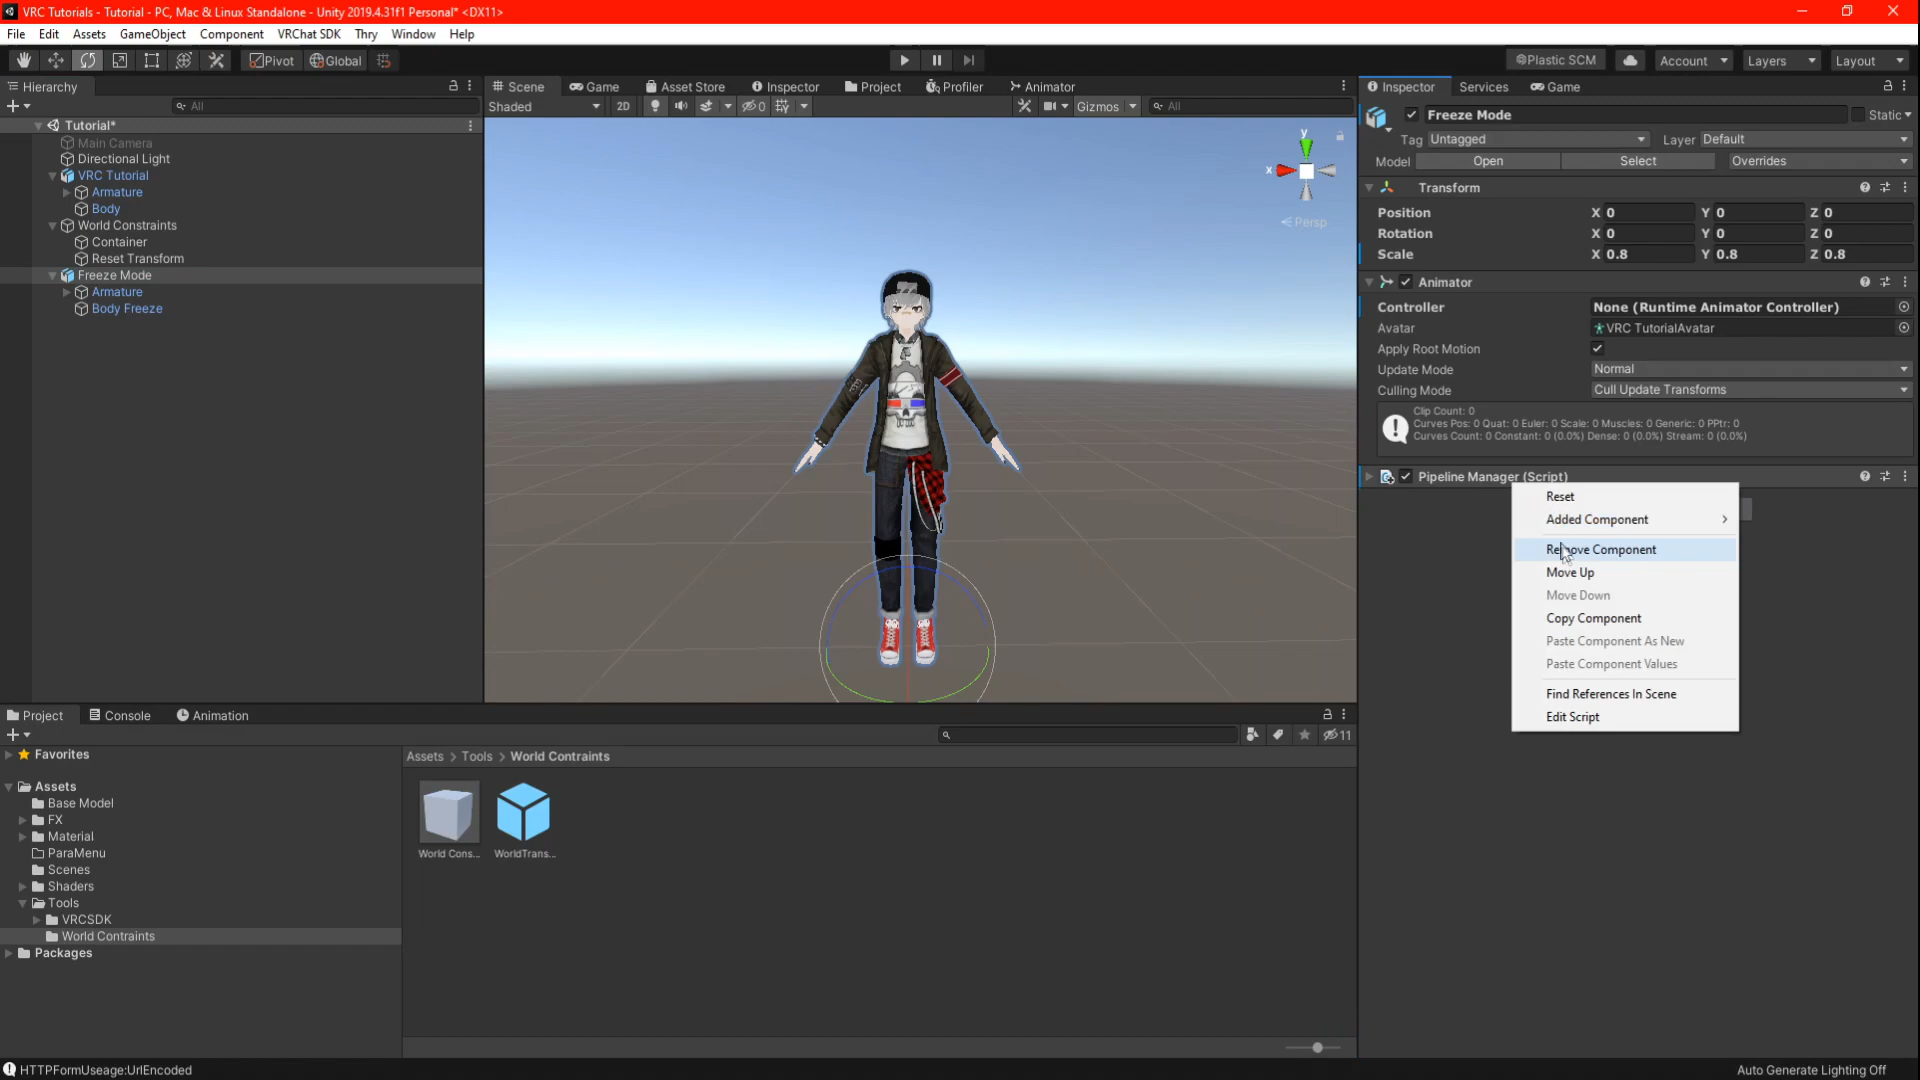 VRC Tutorials - Tutorial - PC, Mac & Linux Standalone - Unity 2019.4.31f1 Personal* <DX11>
File Edit Assets GameObject Component VRChat SDK Thry Window Help
Pivot Global Plastic SCM Account Layers Layout
Hierarchy
All
Tutorial*
Main Camera
Directional Light
VRC Tutorial
Armature
Body
World Constraints
Container
Reset Transform
Freeze Mode
Armature
Body Freeze
Scene Game Asset Store Inspector Project Profiler Animator
Shaded 2D 0 Gizmos All
y
x
Persp
Inspector Services Game
Freeze Mode Static
Tag Untagged Layer Default
Model Open Select Overrides
Transform
Position X 0 Y 0 Z 0
Rotation X 0 Y 0 Z 0
Scale X 0.8 Y 0.8 Z 0.8
Animator
Controller None (Runtime Animator Controller)
Avatar VRC TutorialAvatar
Apply Root Motion
Update Mode Normal
Culling Mode Cull Update Transforms
Clip Count: 0
Curves Pos: 0 Quat: 0 Euler: 0 Scale: 0 Muscles: 0 Generic: 0 PPtr: 0
Curves Count: 0 Constant: 0 (0.0%) Dense: 0 (0.0%) Stream: 0 (0.0%)
Pipeline Manager (Script)
Reset
Added Component
Remove Component
Move Up
Move Down
Copy Component
Paste Component As New
Paste Component Values
Find References In Scene
Edit Script
Project Console Animation
11
Favorites
Assets
Base Model
FX
Material
ParaMenu
Scenes
Shaders
Tools
VRCSDK
World Contraints
Packages
Assets > Tools > World Contraints
World Cons... WorldTrans...
HTTPFormUseage:UrlEncoded
Auto Generate Lighting Off